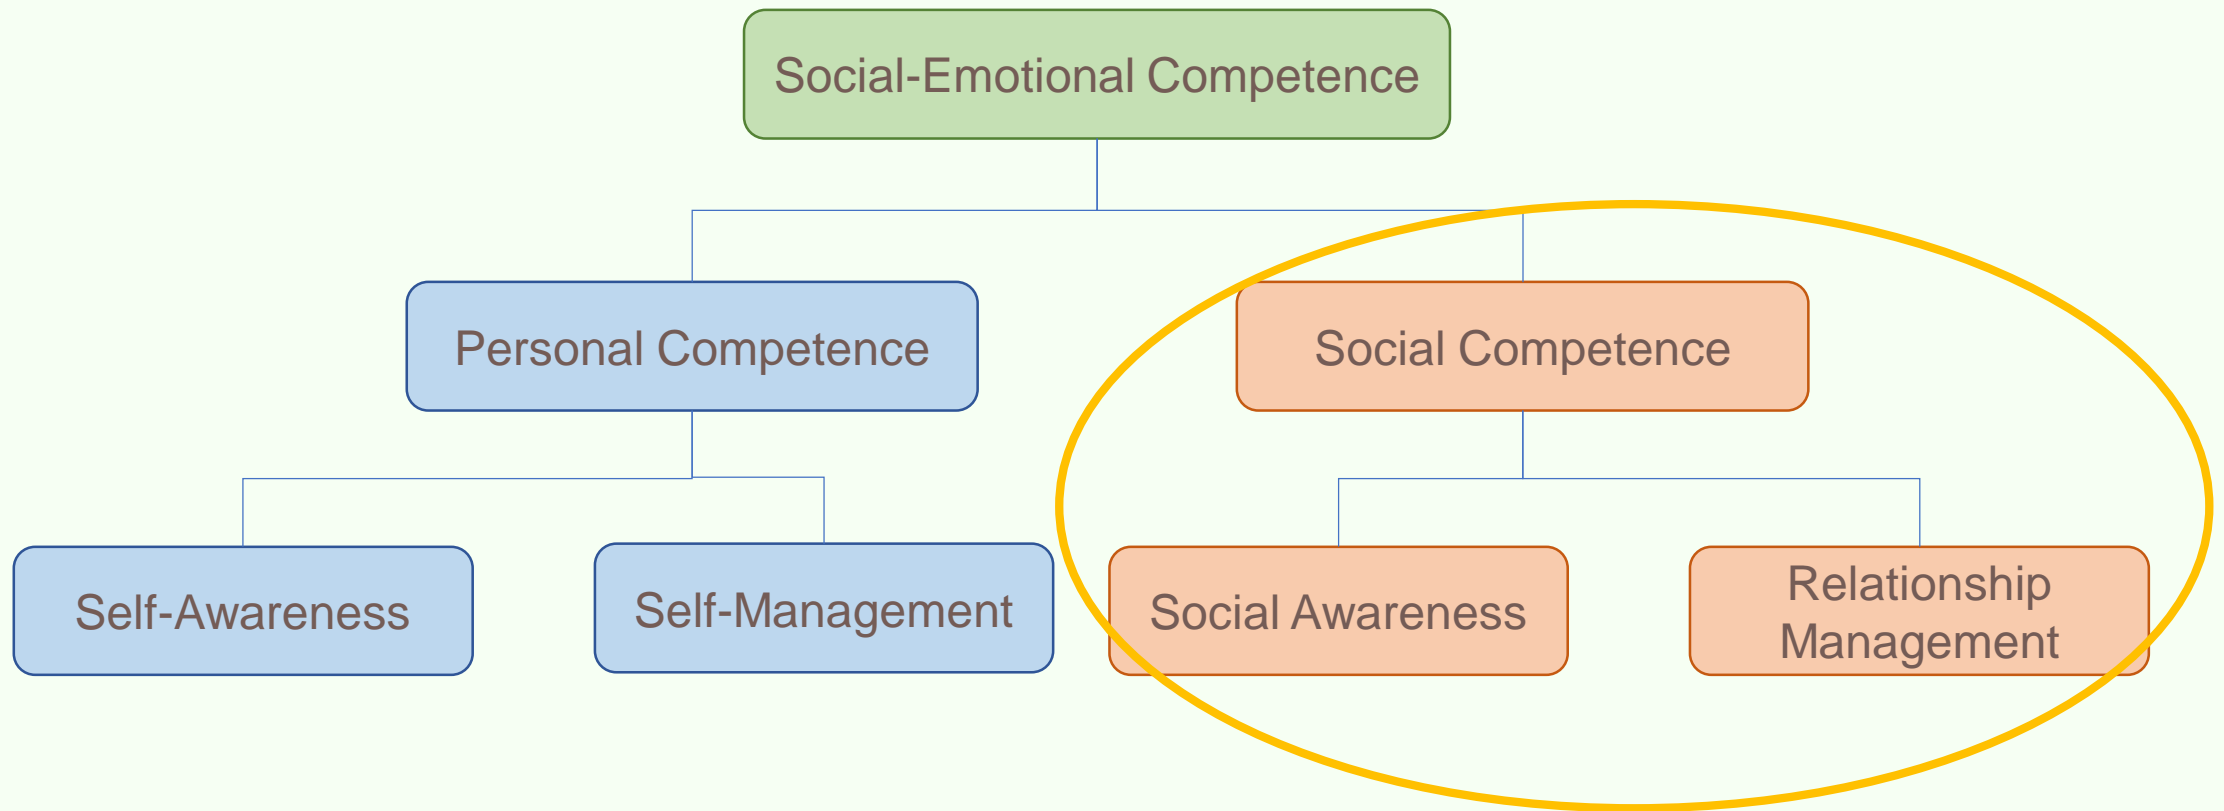 Social-Emotional Competence
Personal Competence
Social Competence
Self-Awareness
Self-Management
Social Awareness
Relationship
Management